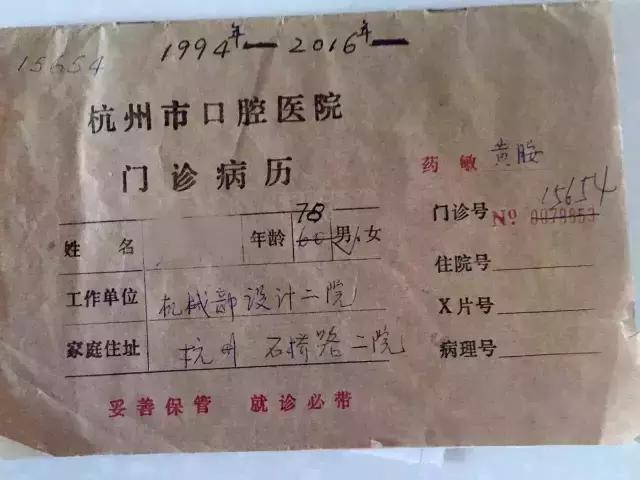 1994年—2016年—
15654
杭州市口腔医院
门诊病历
药敏 黄胺
15654
门诊号 No 0079853
住院号
X片号
病理号
78
姓名 年龄 60 男 女
工作单位 机械部设计二院
家庭住址 杭州 石桥路二院
妥善保管 就诊必带